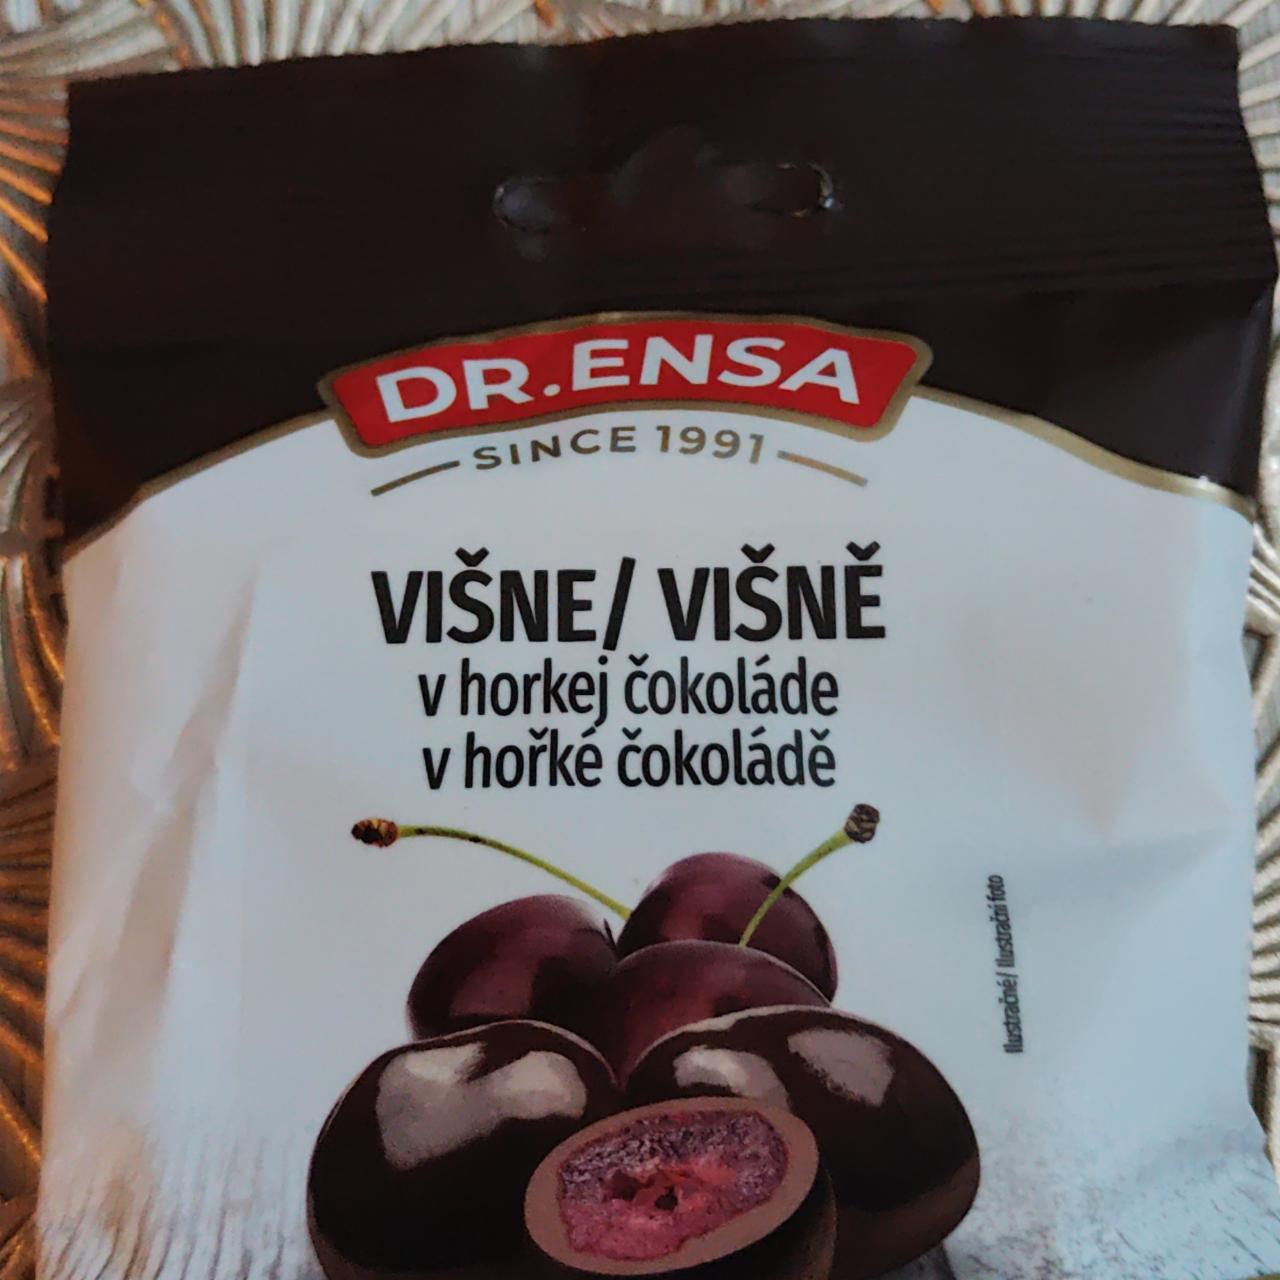 DR.ENSA
SINCE 1991
VIŠNE/ VIŠNĚ
v horkej čokoláde
v hořké čokoládě
Ilustračné/ Ilustrační foto